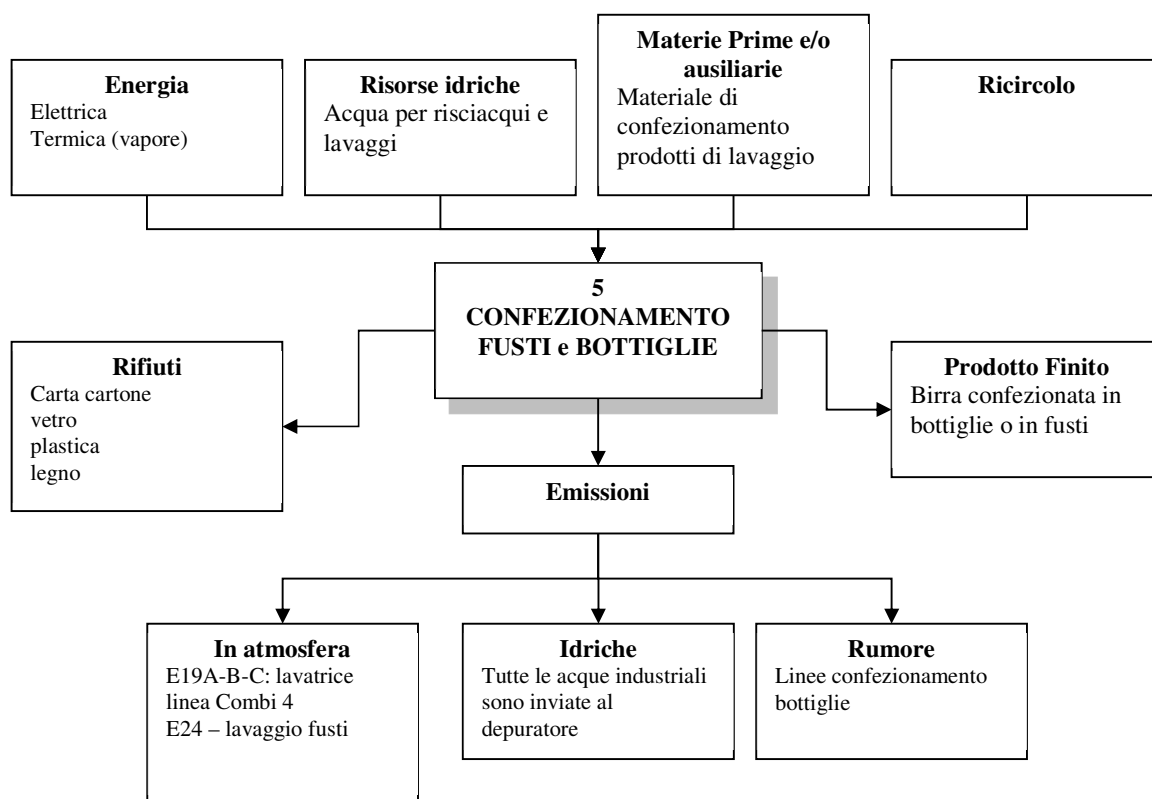 Energia
Elettrica
Termica (vapore)
Risorse idriche
Acqua per risciacqui e
lavaggi
Materie Prime e/o
ausiliarie
Materiale di
confezionamento
prodotti di lavaggio
Ricircolo
5
CONFEZIONAMENTO
FUSTI e BOTTIGLIE
Rifiuti
Carta cartone
vetro
plastica
legno
Prodotto Finito
Birra confezionata in
bottiglie o in fusti
Emissioni
In atmosfera
E19A-B-C: lavatrice
linea Combi 4
E24 – lavaggio fusti
Idriche
Tutte le acque industriali
sono inviate al
depuratore
Rumore
Linee confezionamento
bottiglie